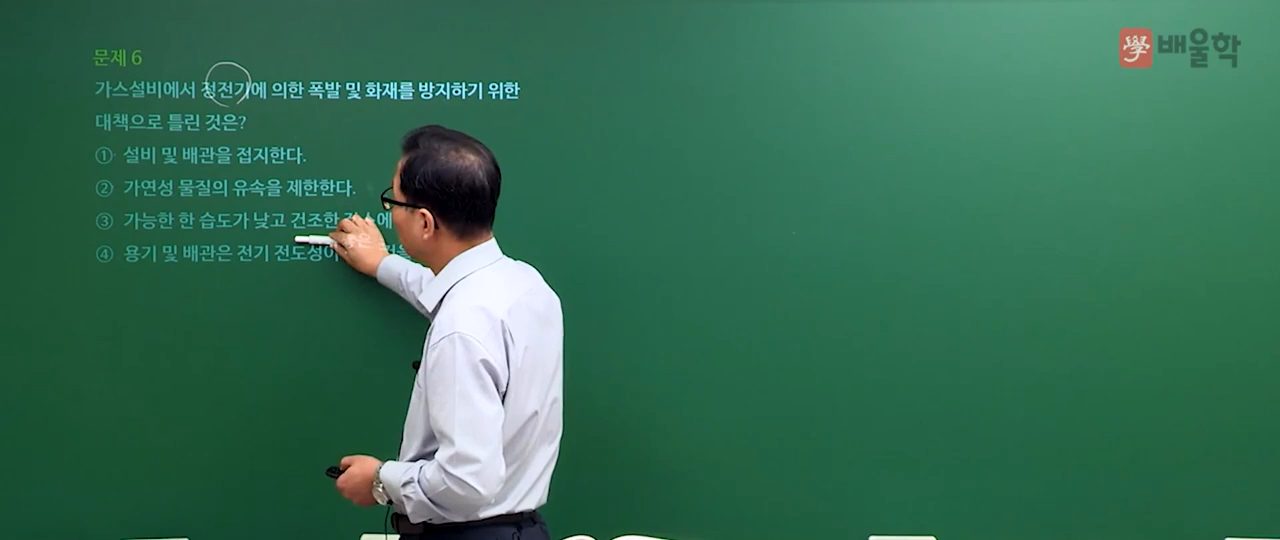 學 배울학
문제 6
가스설비에서 정전기에 의한 폭발 및 화재를 방지하기 위한
대책으로 틀린 것은?
① 설비 및 배관을 접지한다.
② 가연성 물질의 유속을 제한한다.
③ 가능한 한 습도가 낮고 건조한
④ 용기 및 배관은 전기 전도성이